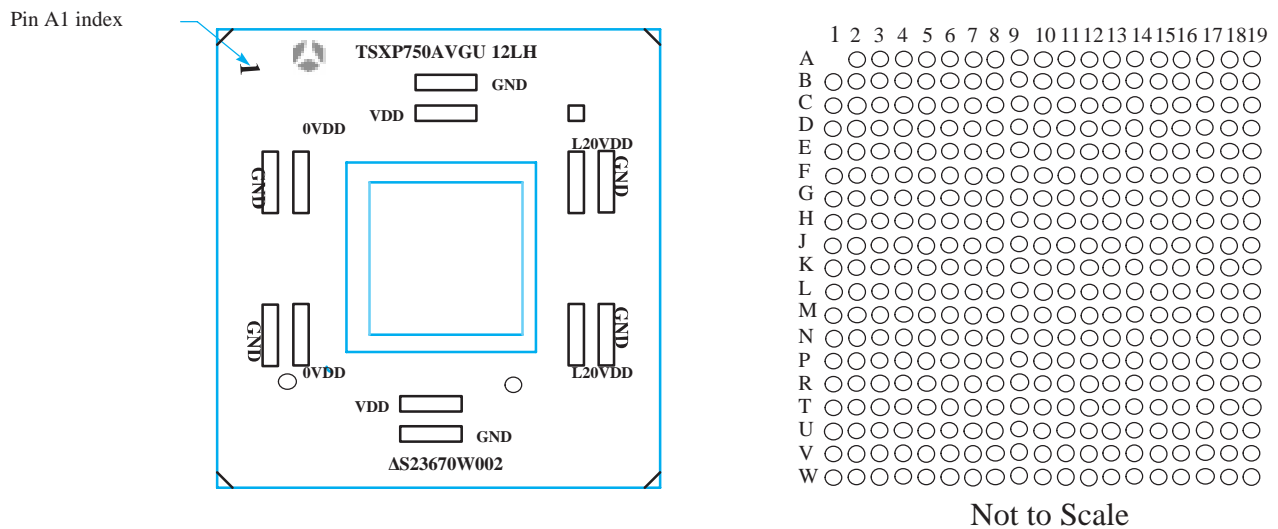 Pin A1 index
1
TSXP750AVGU 12LH
GND
VDD
0VDD
L20VDD
GND
GND
GND
GND
0VDD
L20VDD
VDD
GND
ΔS23670W002
1 2 3 4 5 6 7 8 9 10 11 12 13 14 15 16 17 18 19
A
B
C
D
E
F
G
H
J
K
L
M
N
P
R
T
U
V
W
Not to Scale